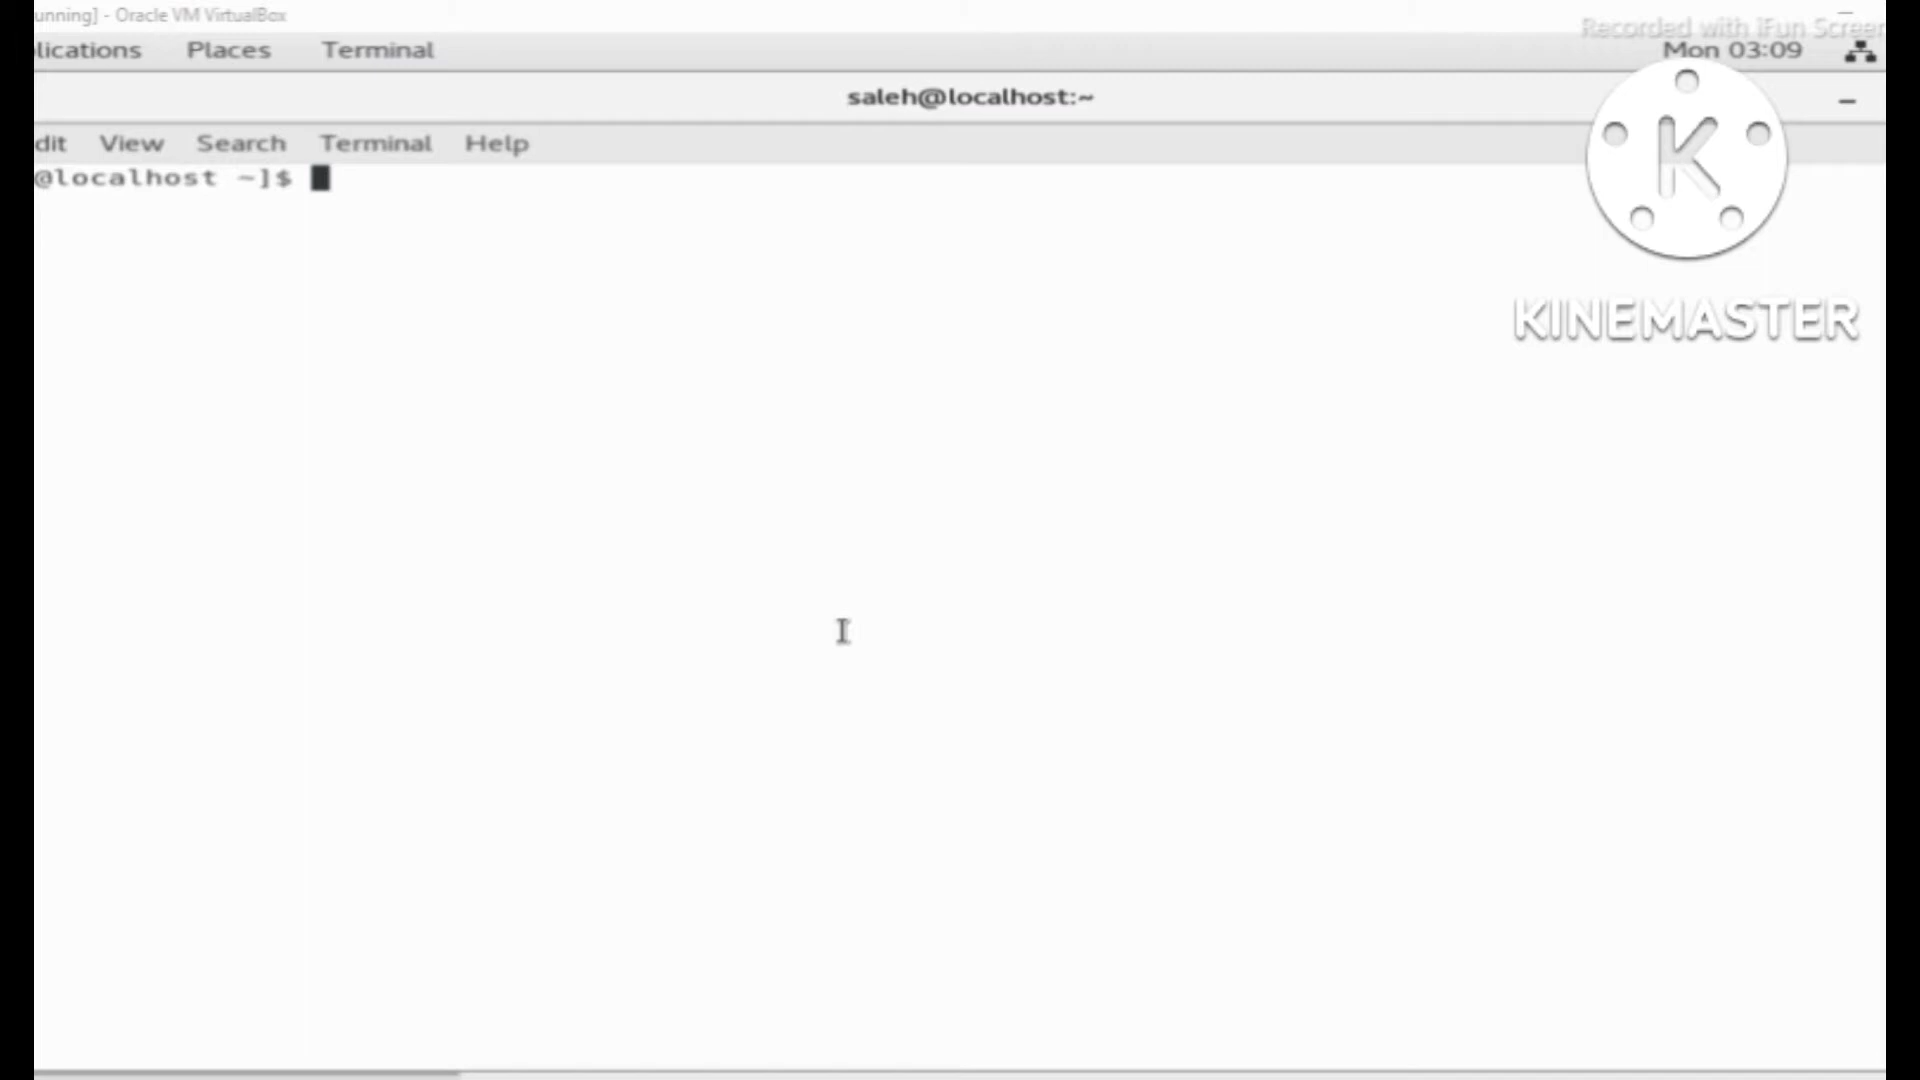 unning] - Oracle VM VirtualBox
Recorded with iFun Screen
lications Places Terminal Mon 03:09
saleh@localhost:~
dit View Search Terminal Help
@localhost ~]$
K
KINEMASTER